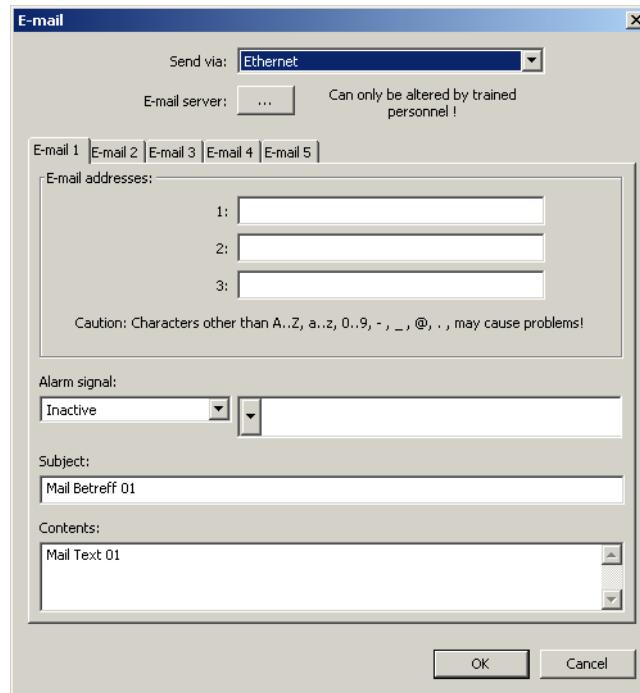 E-mail
Send via: Ethernet
E-mail server: ... Can only be altered by trained
personnel !
E-mail 1 E-mail 2 E-mail 3 E-mail 4 E-mail 5
E-mail addresses:
1:
2:
3:
Caution: Characters other than A..Z, a..z, 0..9, - , _ , @, . , may cause problems!
Alarm signal:
Inactive
Subject:
Mail Betreff 01
Contents:
Mail Text 01
OK Cancel